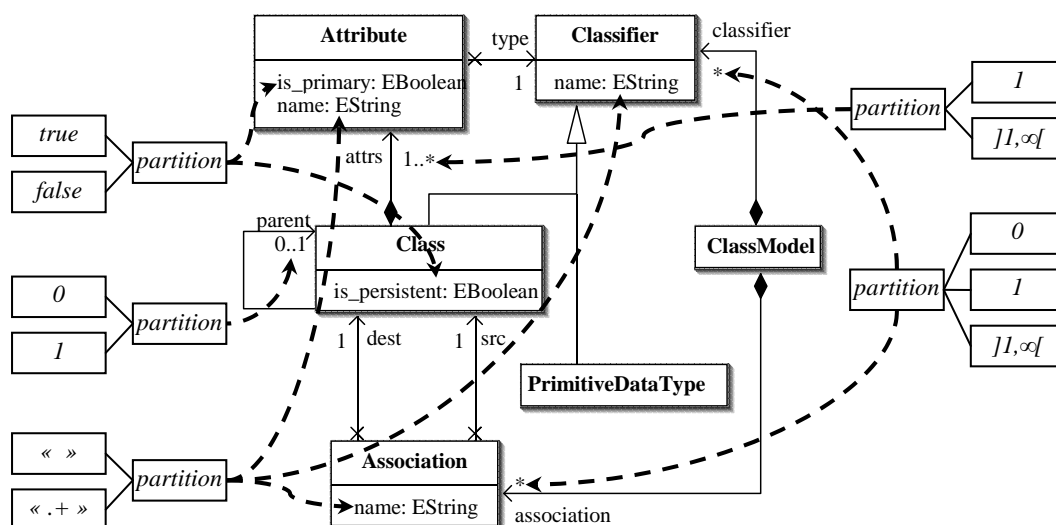 Attribute
is_primary: EBoolean
name: EString
type
1
Classifier
name: EString
classifier
*
true
false
partition
attrs
1..*
partition
1
]1,∞[
parent
0..1
Class
is_persistent: EBoolean
ClassModel
0
1
partition
partition
0
1
]1,∞[
1
dest
1
src
PrimitiveDataType
« »
« .+ »
partition
Association
name: EString
*
association